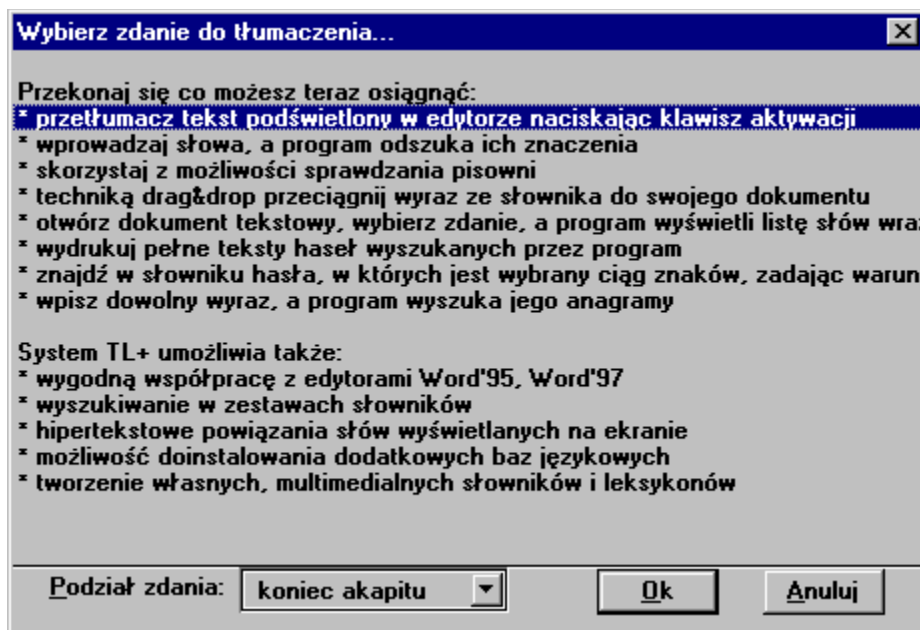 Wybierz zdanie do tłumaczenia...
Przekonaj się co możesz teraz osiągnąć:
* przetłumacz tekst podświetlony w edytorze naciskając klawisz aktywacji
* wprowadzaj słowa, a program odszuka ich znaczenia
* skorzystaj z możliwości sprawdzania pisowni
* techniką drag&drop przeciągnij wyraz ze słownika do swojego dokumentu
* otwórz dokument tekstowy, wybierz zdanie, a program wyświetli listę słów wraz
* wydrukuj pełne teksty haseł wyszukanych przez program
* znajdź w słowniku hasła, w których jest wybrany ciąg znaków, zadając warun
* wpisz dowolny wyraz, a program wyszuka jego anagramy
System TL+ umożliwia także:
* wygodną współpracę z edytorami Word'95, Word'97
* wyszukiwanie w zestawach słowników
* hipertekstowe powiązania słów wyświetlanych na ekranie
* możliwość doinstalowania dodatkowych baz językowych
* tworzenie własnych, multimedialnych słowników i leksykonów
Podział zdania: koniec akapitu Ok Anuluj